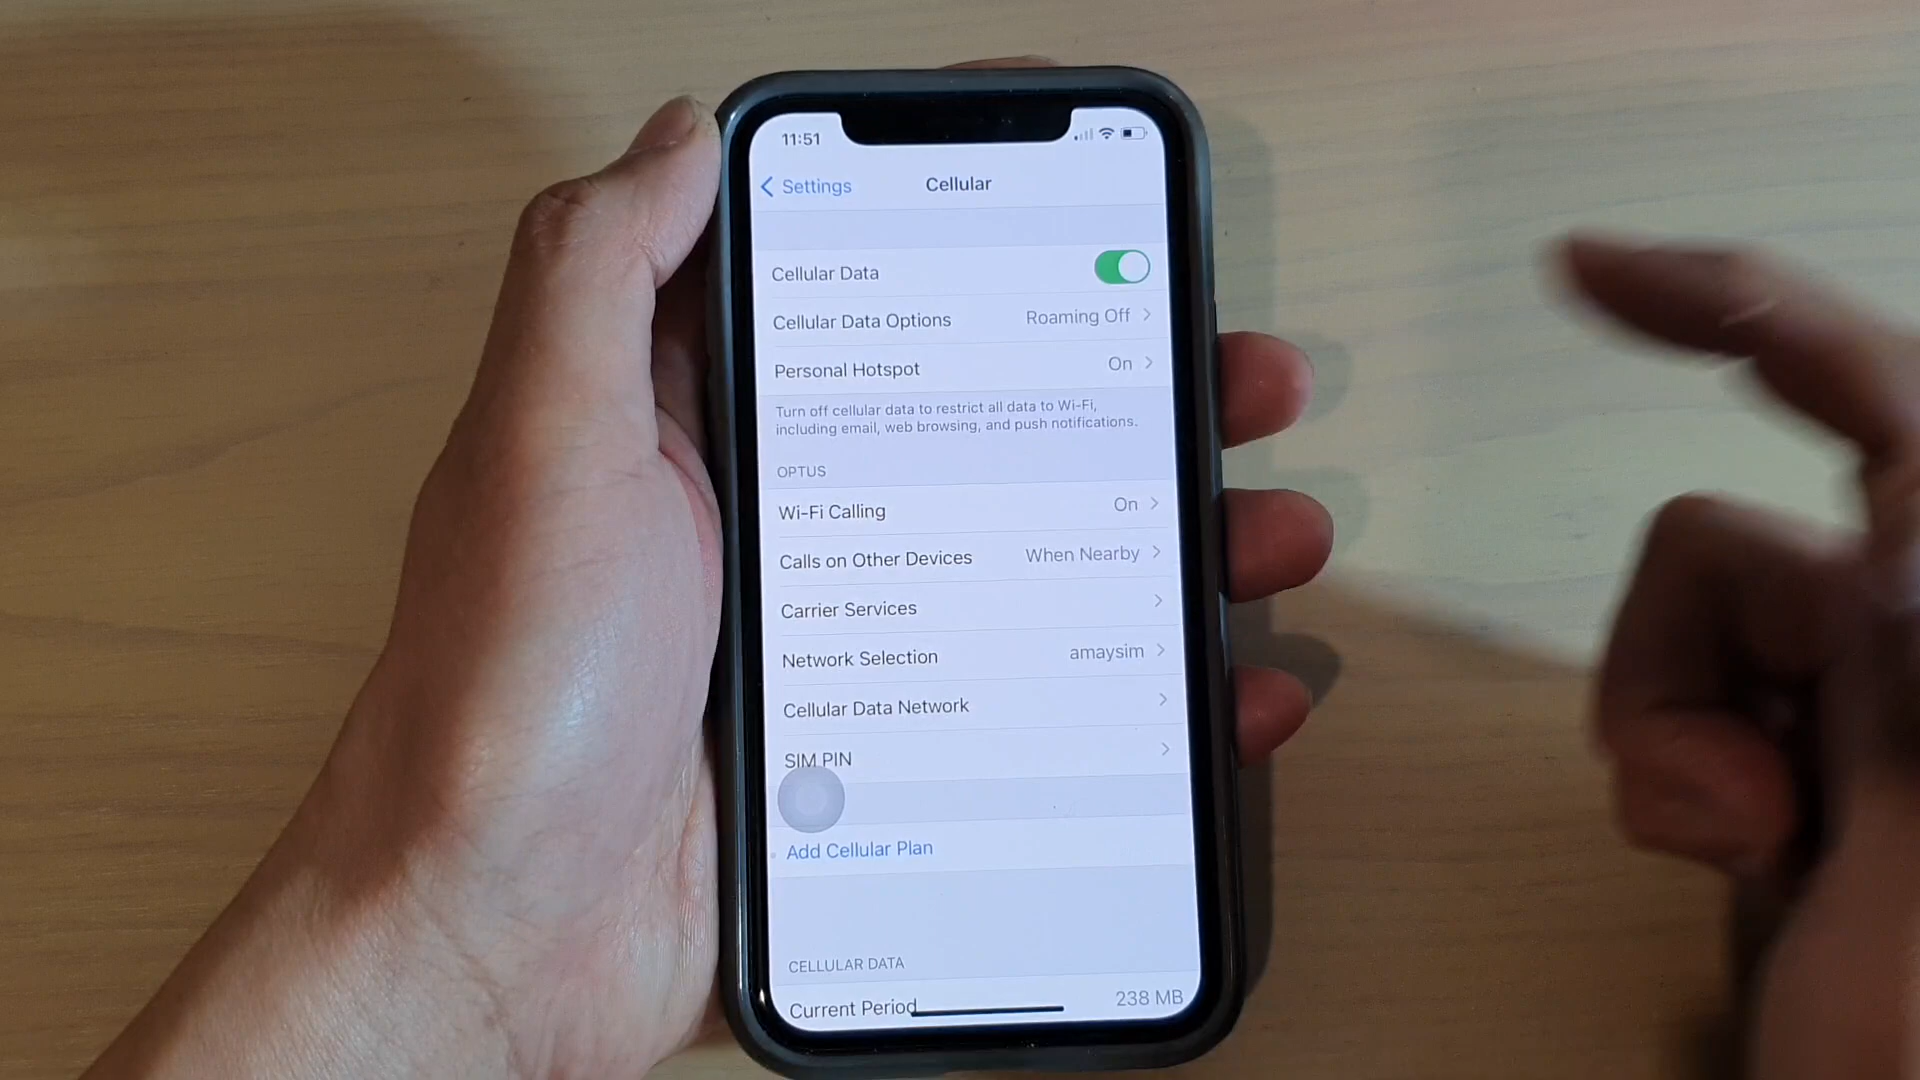 11:51
Settings
Cellular
Cellular Data
Cellular Data Options Roaming Off
Personal Hotspot On
Turn off cellular data to restrict all data to Wi-Fi,
including email, web browsing, and push notifications.
OPTUS
Wi-Fi Calling On
Calls on Other Devices When Nearby
Carrier Services
Network Selection amaysim
Cellular Data Network
SIM PIN
Add Cellular Plan
CELLULAR DATA
Current Period 238 MB